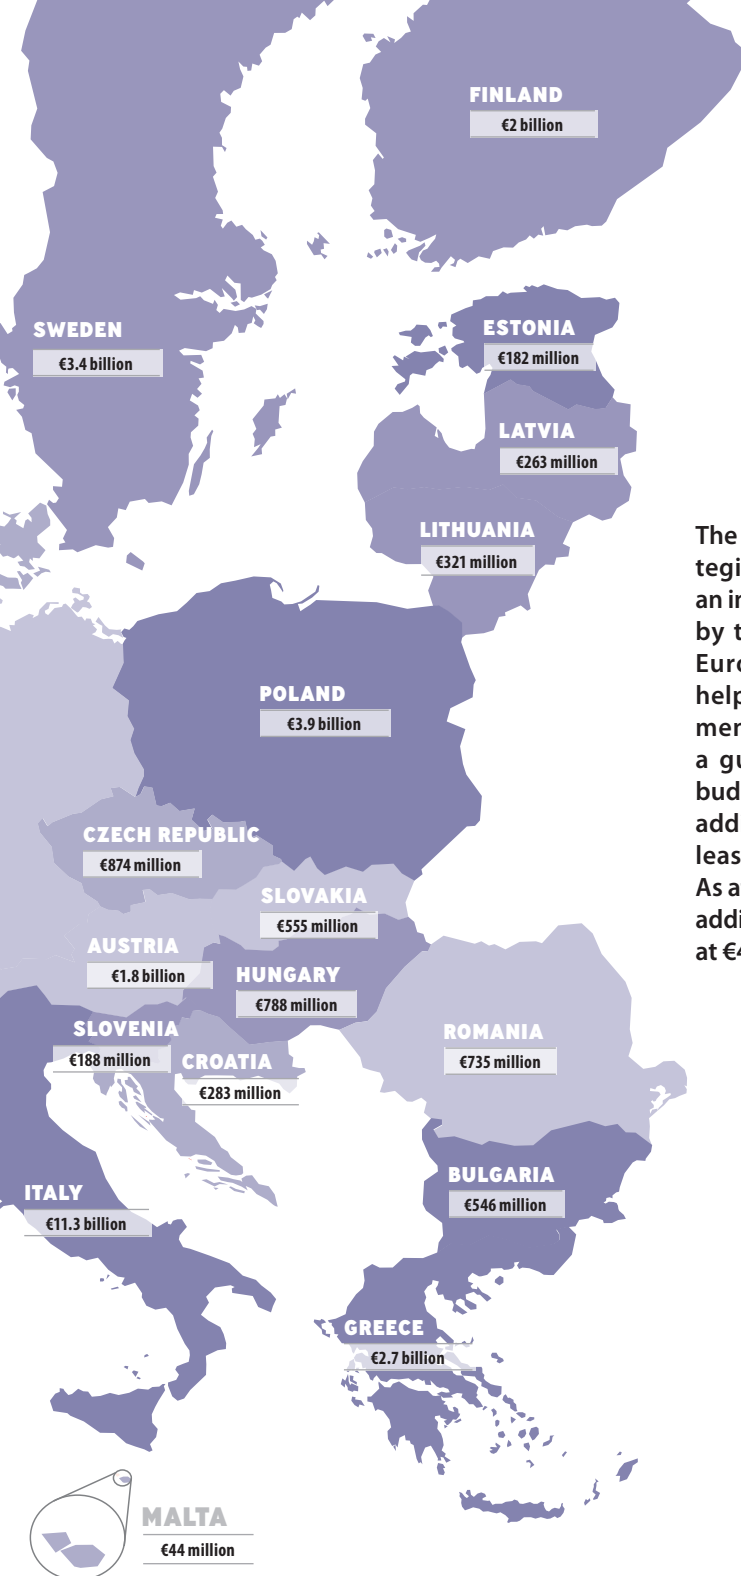 FINLAND
€2 billion
SWEDEN
€3.4 billion
ESTONIA
€182 million
LATVIA
€263 million
LITHUANIA
€321 million
POLAND
€3.9 billion
CZECH REPUBLIC
€874 million
SLOVAKIA
€555 million
AUSTRIA
€1.8 billion
HUNGARY
€788 million
SLOVENIA
€188 million
CROATIA
€283 million
ROMANIA
€735 million
ITALY
€11.3 billion
BULGARIA
€546 million
GREECE
€2.7 billion
MALTA
€44 million
The
tegi
an i
by t
Euro
help
mer
a gu
bud
add
leas
As a
addi
at €4